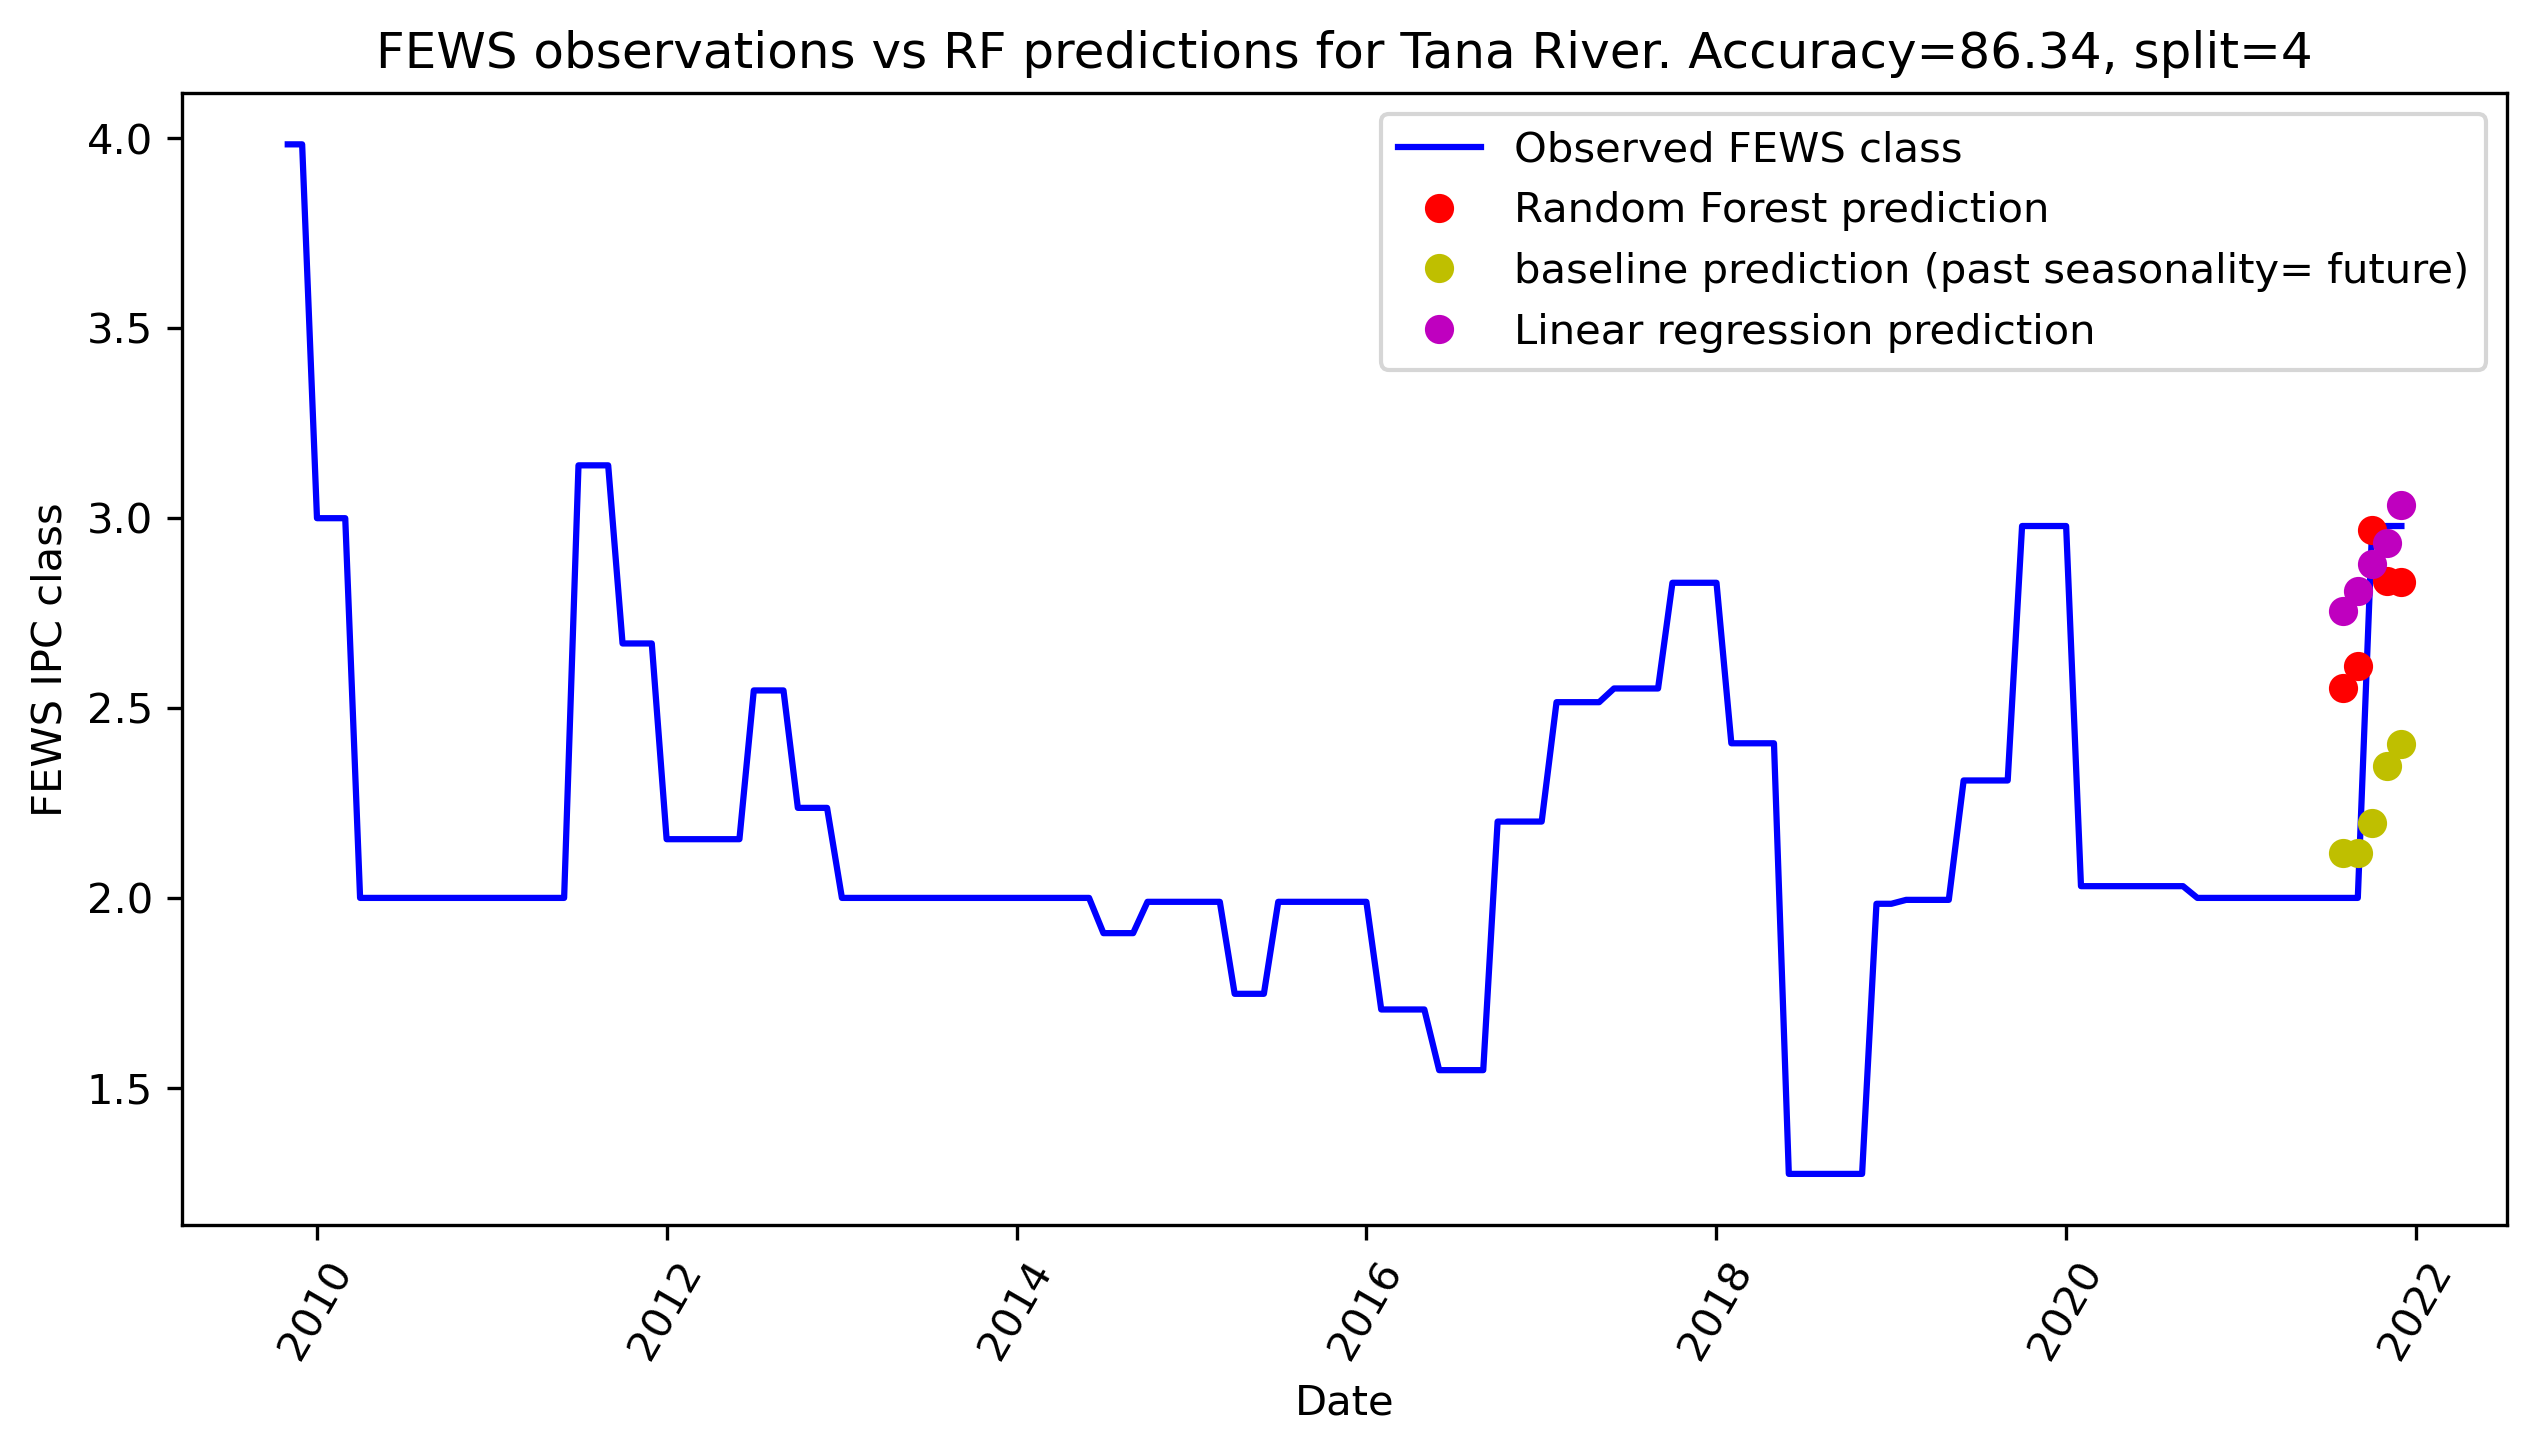 FEWS observations vs RF predictions for Tana River. Accuracy=86.34, split=4
Observed FEWS class
Random Forest prediction
baseline prediction (past seasonality= future)
Linear regression prediction
FEWS IPC class
4.0
3.5
3.0
2.5
2.0
1.5
2010
2012
2014
2016
2018
2020
2022
Date